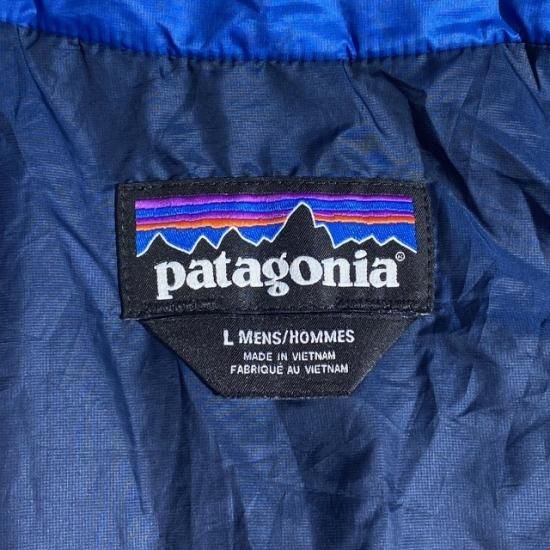 patagonia®
L MENS/HOMMES
MADE IN VIETNAM
FABRIQUÉ AU VIETNAM